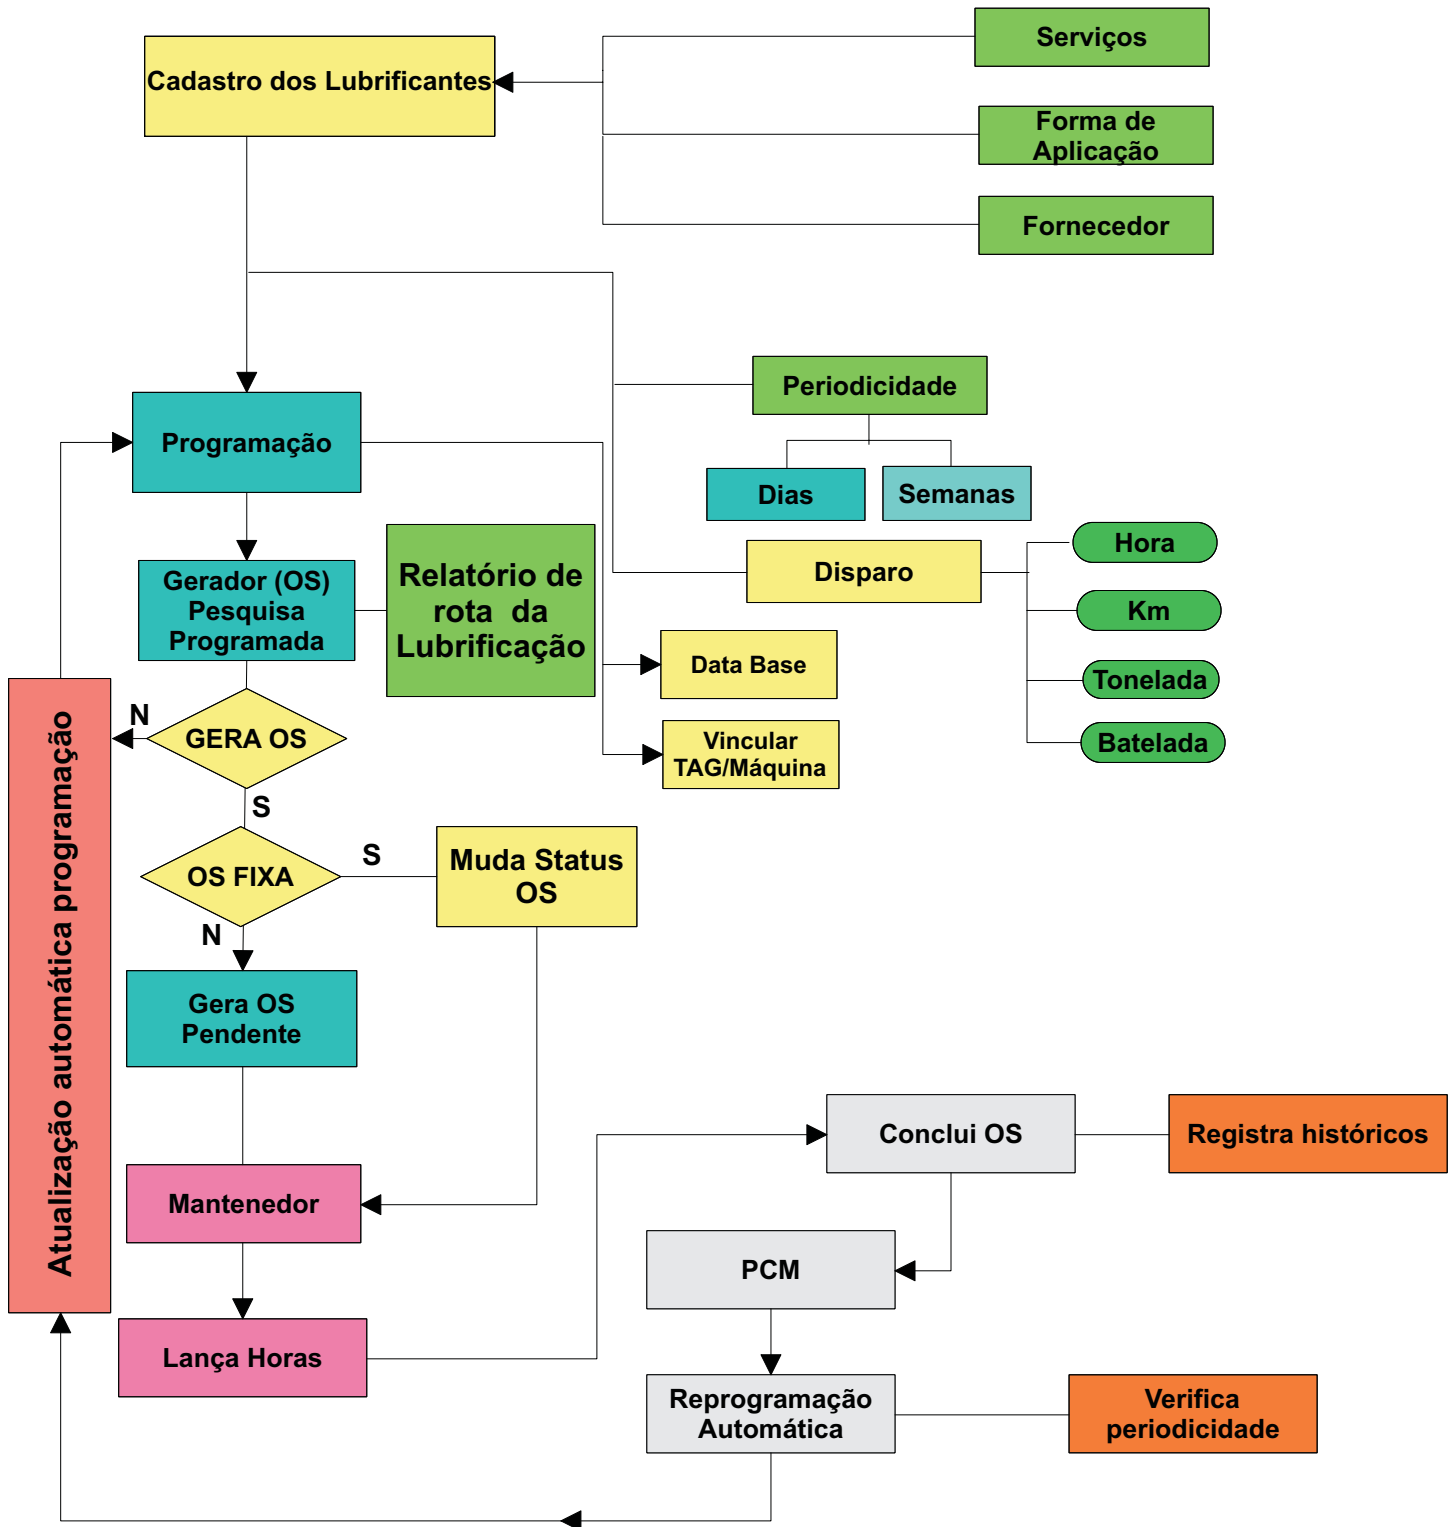 Serviços
Cadastro dos Lubrificantes
Forma de
Aplicação
Fornecedor
Periodicidade
Dias
Semanas
Programação
Disparo
Hora
Km
Tonelada
Batelada
Gerador (OS)
Pesquisa
Programada
Relatório de
rota da
Lubrificação
Data Base
Vincular
TAG/Máquina
N
GERA OS
S
OS FIXA
S
Muda Status
OS
N
Gera OS
Pendente
Atualização automática programação
Mantenedor
Lança Horas
Conclui OS
Registra históricos
PCM
Reprogramação
Automática
Verifica
periodicidade